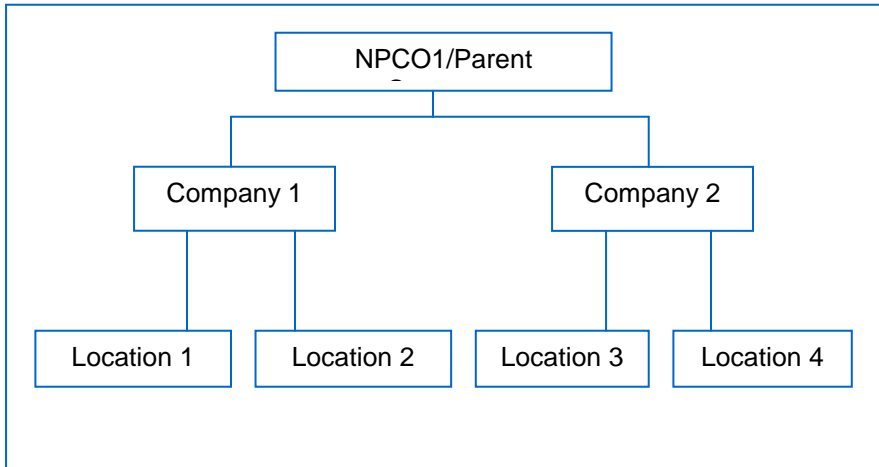 NPCO1/Parent
Company 1
Company 2
Location 1
Location 2
Location 3
Location 4